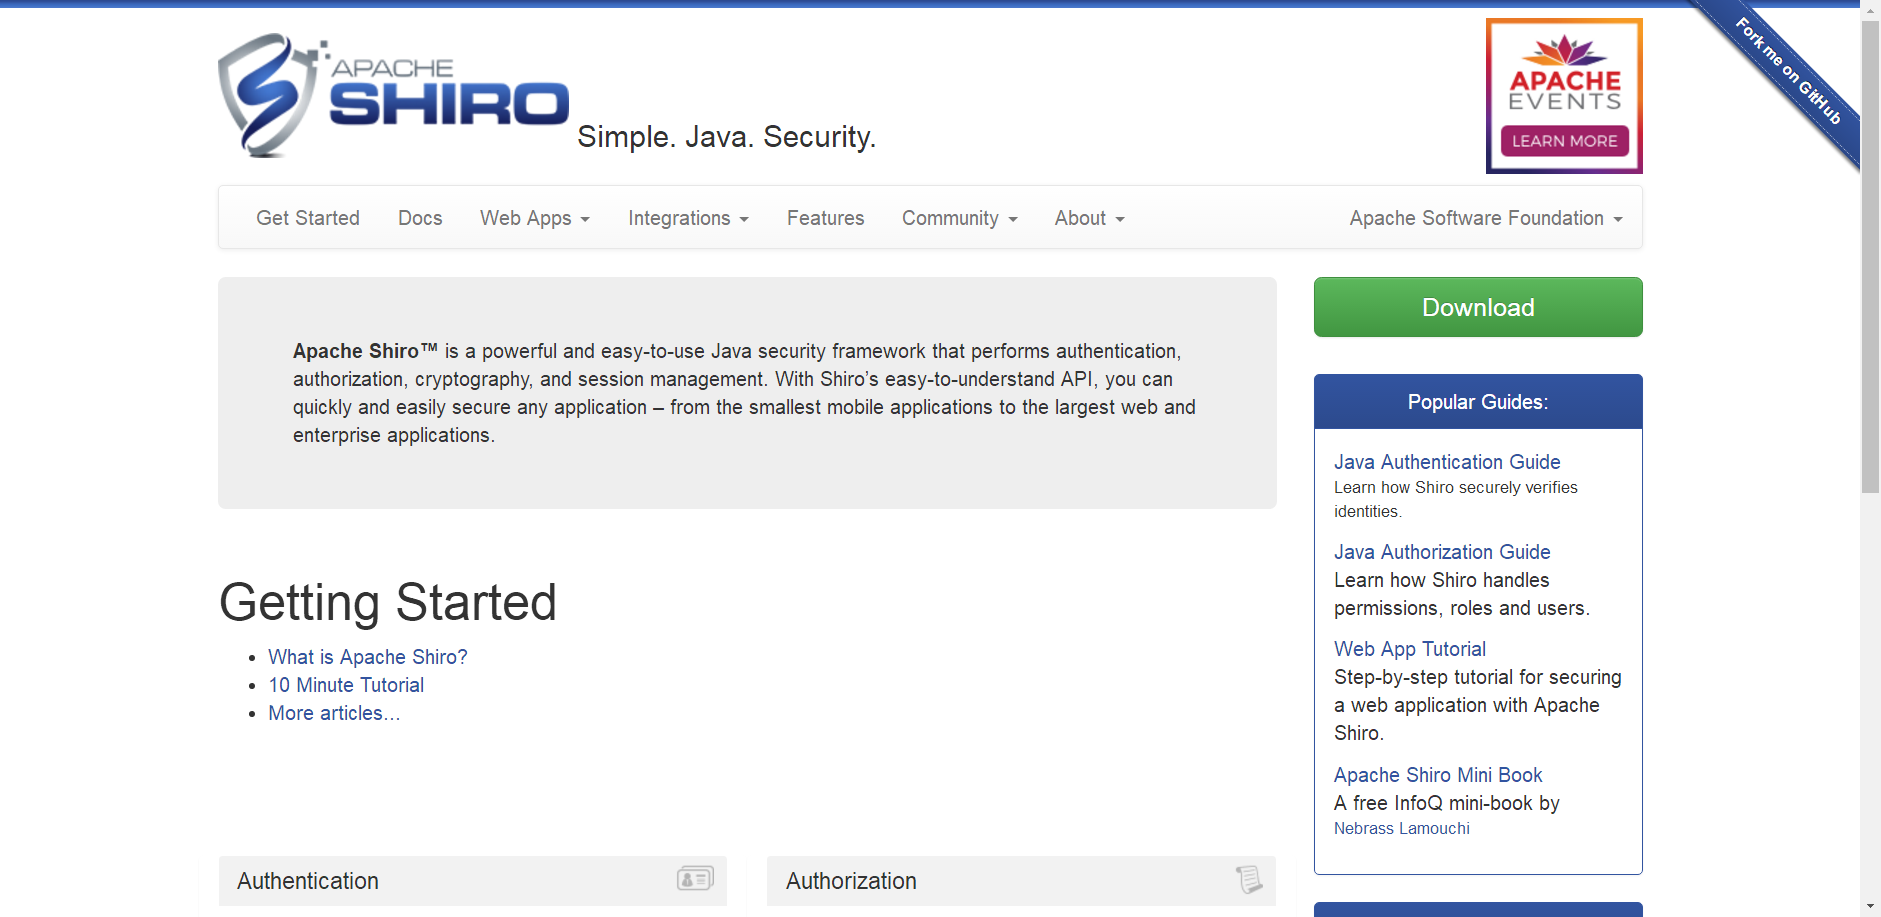 APACHE
SHIRO
Simple. Java. Security.
APACHE
EVENTS
LEARN MORE
Fork me on GitHub
Get Started Docs Web Apps Integrations Features Community About Apache Software Foundation
Apache Shiro™ is a powerful and easy-to-use Java security framework that performs authentication,
authorization, cryptography, and session management. With Shiro’s easy-to-understand API, you can
quickly and easily secure any application – from the smallest mobile applications to the largest web and
enterprise applications.
Getting Started
• What is Apache Shiro?
• 10 Minute Tutorial
• More articles...
Authentication
Authorization
Download
Popular Guides:
Java Authentication Guide
Learn how Shiro securely verifies
identities.
Java Authorization Guide
Learn how Shiro handles
permissions, roles and users.
Web App Tutorial
Step-by-step tutorial for securing
a web application with Apache
Shiro.
Apache Shiro Mini Book
A free InfoQ mini-book by
Nebrass Lamouchi